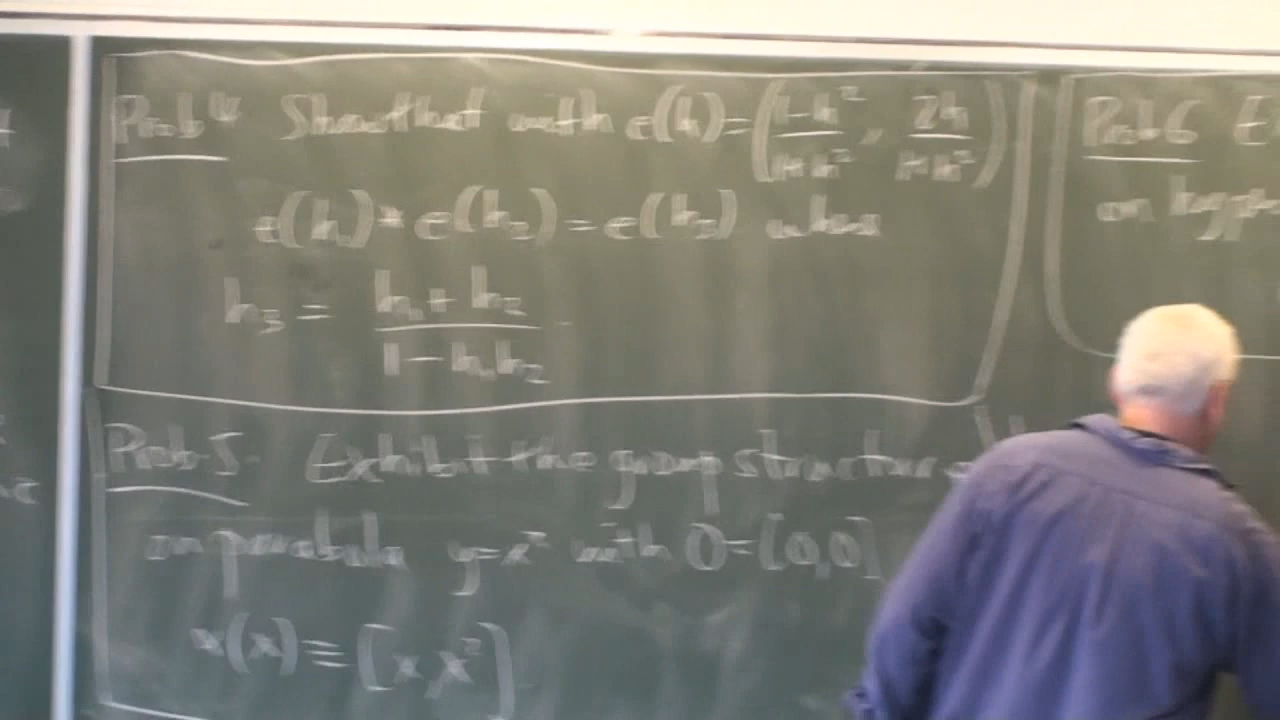 Prob 4 Show that with e(h)=((1-h²)/(1+h²), 2h/(1+h²))
e(h₁)*e(h₂)=e(h₃) where
h₃ = (h₁+h₂)/(1-h₁h₂)
Prob 5 Exhibit the group structure
on parabola y=x² with O=[0,0]
(x)≡[x, x²]
Prob 6
on